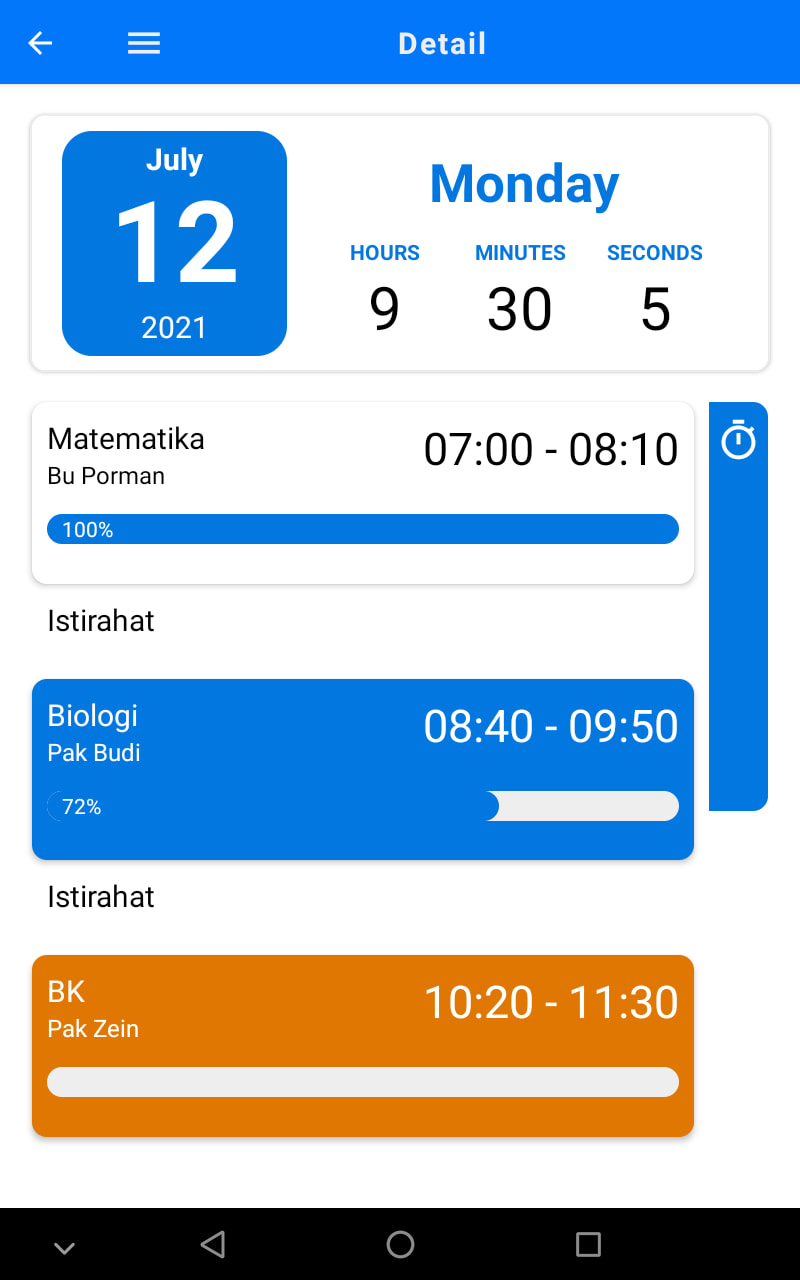 Detail
July
12
2021
Monday
HOURS MINUTES SECONDS
9 30 5
Matematika 07:00 - 08:10
Bu Porman
100%
Istirahat
Biologi 08:40 - 09:50
Pak Budi
72%
Istirahat
BK 10:20 - 11:30
Pak Zein